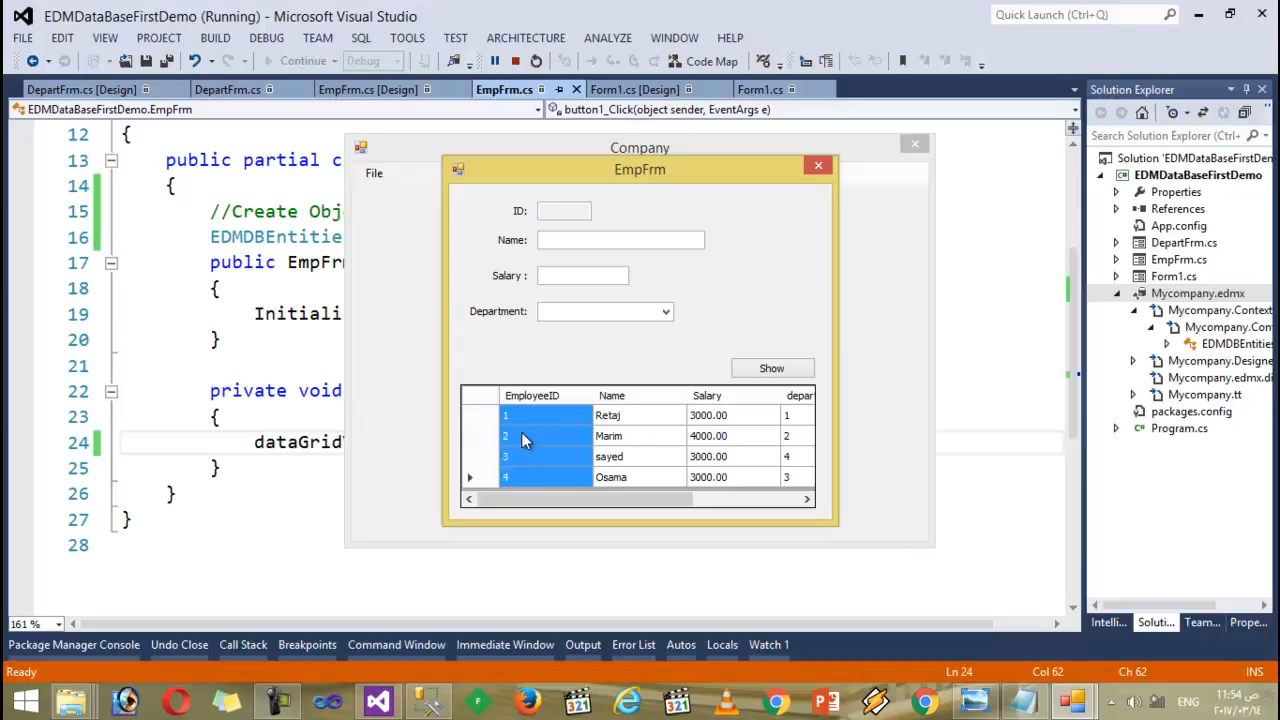 EDMDataBaseFirstDemo (Running) - Microsoft Visual Studio
Quick Launch (Ctrl+Q)
FILE EDIT VIEW PROJECT BUILD DEBUG TEAM SQL TOOLS TEST ARCHITECTURE ANALYZE WINDOW HELP
Continue Debug Code Map
DepartFrm.cs [Design] DepartFrm.cs EmpFrm.cs [Design] EmpFrm.cs Form1.cs [Design] Form1.cs
EDMDataBaseFirstDemo.EmpFrm button1_Click(object sender, EventArgs e)
12 {
13 public partial c
14 {
15 //Create Obj
16 EDMDBEntitie
17 public EmpFrm
18 {
19 Initiali
20 }
21
22 private void
23 {
24 dataGrid
25 }
26 }
27 }
28
Company
File
EmpFrm
ID:
Name:
Salary :
Department:
Show
EmployeeID Name Salary depar
1 Retaj 3000.00 1
2 Marim 4000.00 2
3 sayed 3000.00 4
4 Osama 3000.00 3
Solution Explorer
Search Solution Explorer (Ctrl+
Solution 'EDMDataBaseFirstDem
EDMDataBaseFirstDemo
Properties
References
App.config
DepartFrm.cs
EmpFrm.cs
Form1.cs
Mycompany.edmx
Mycompany.Context
Mycompany.Con
EDMDBEntities
Mycompany.Designe
Mycompany.edmx.di
Mycompany.tt
packages.config
Program.cs
161 %
Intelli... Soluti... Team... Prope...
Package Manager Console Undo Close Call Stack Breakpoints Command Window Immediate Window Output Error List Autos Locals Watch 1
Ready Ln 24 Col 62 Ch 62 INS
321 321
ENG
11:54 ص
٢٠١٧/٠٣/١٤